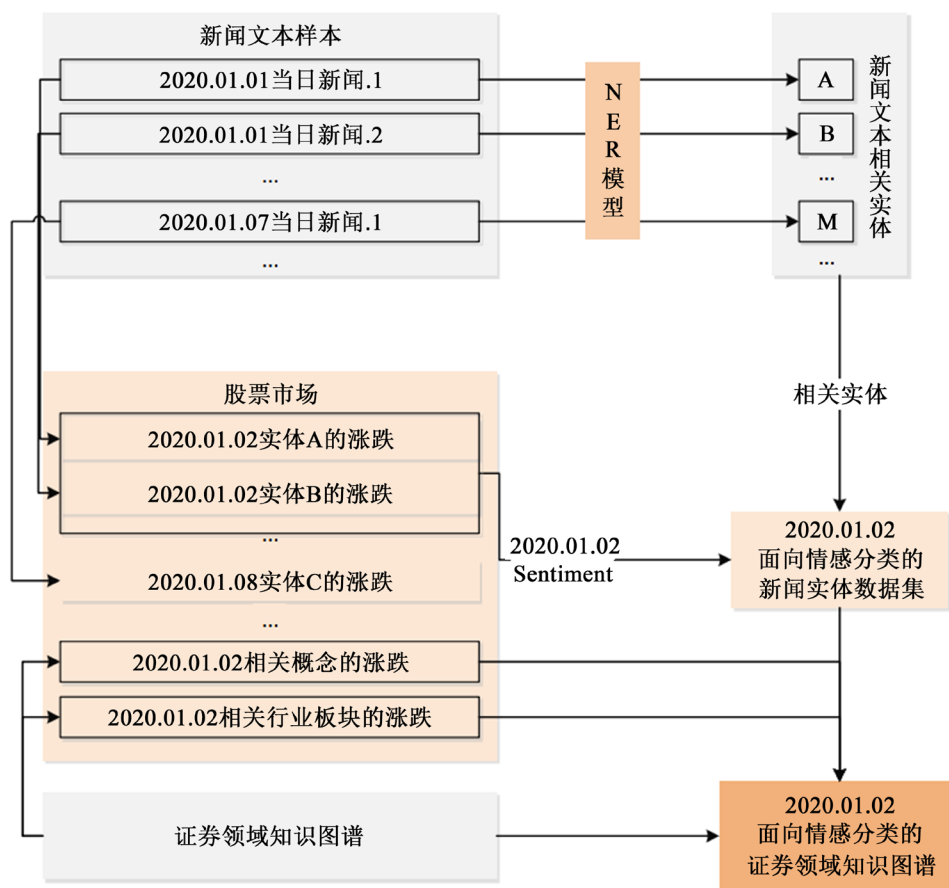 新闻文本样本
2020.01.01当日新闻.1
2020.01.01当日新闻.2
...
2020.01.07当日新闻.1
...
NER模型
A
B
...
M
...
新闻文本相关实体
相关实体
股票市场
2020.01.02实体A的涨跌
2020.01.02实体B的涨跌
...
2020.01.08实体C的涨跌
...
2020.01.02相关概念的涨跌
2020.01.02相关行业板块的涨跌
2020.01.02
Sentiment
2020.01.02
面向情感分类的
新闻实体数据集
证券领域知识图谱
2020.01.02
面向情感分类的
证券领域知识图谱